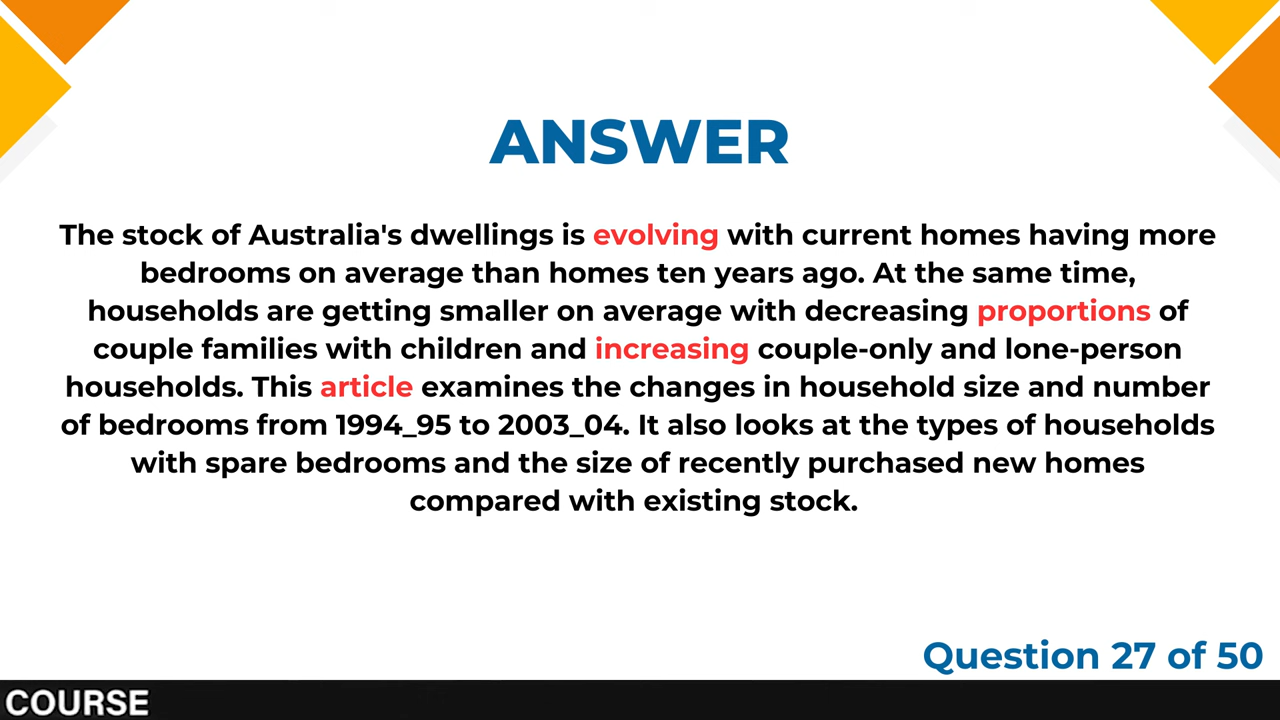 ANSWER
The stock of Australia's dwellings is evolving with current homes having more
bedrooms on average than homes ten years ago. At the same time,
households are getting smaller on average with decreasing proportions of
couple families with children and increasing couple-only and lone-person
households. This article examines the changes in household size and number
of bedrooms from 1994_95 to 2003_04. It also looks at the types of households
with spare bedrooms and the size of recently purchased new homes
compared with existing stock.
Question 27 of 50
COURSE